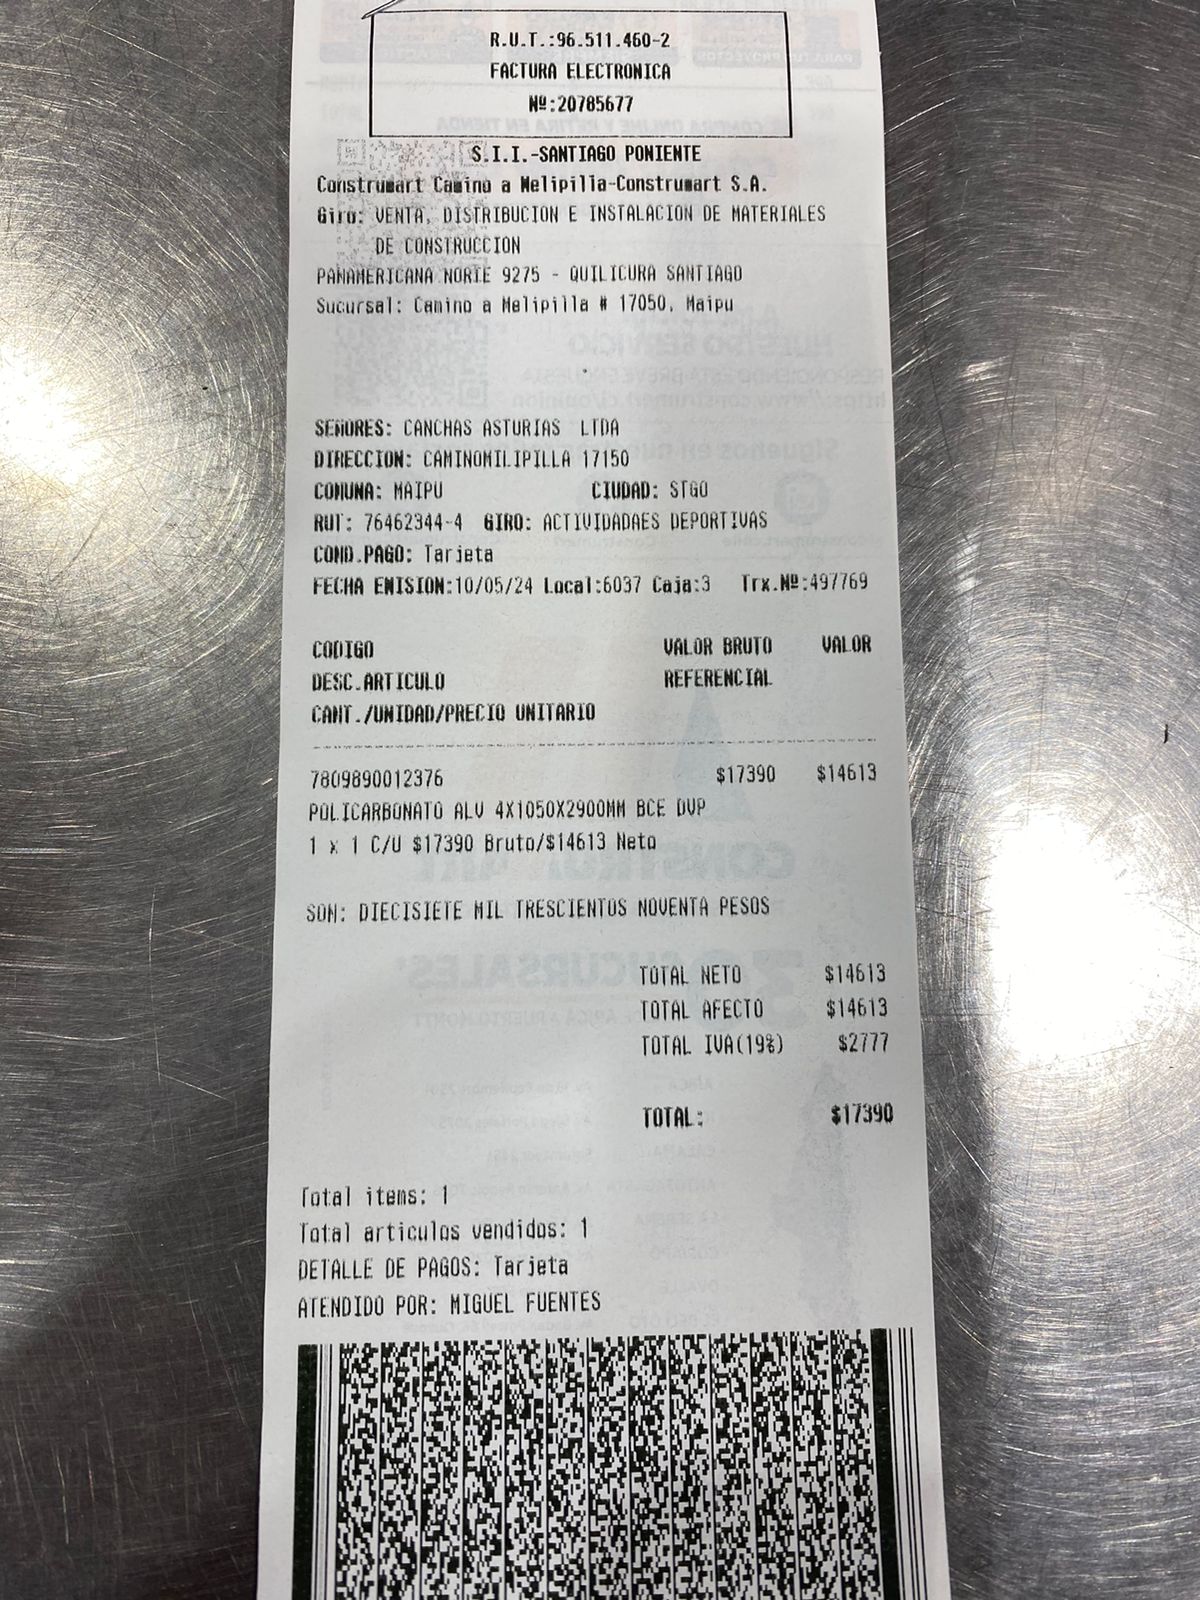 R.U.T.:96.511.460-2
FACTURA ELECTRONICA
Nº:20785677
S.I.I.-SANTIAGO PONIENTE
Construmart Camino a Melipilla-Construmart S.A.
Giro: VENTA, DISTRIBUCION E INSTALACION DE MATERIALES
DE CONSTRUCCION
PANAMERICANA NORTE 9275 - QUILICURA SANTIAGO
Sucursal: Camino a Melipilla # 17050, Maipu
SEÑORES: CANCHAS ASTURIAS LTDA
DIRECCION: CAMINOMILIPILLA 17150
COMUNA: MAIPU CIUDAD: STGO
RUT: 76462344-4 GIRO: ACTIVIDADAES DEPORTIVAS
COND.PAGO: Tarjeta
FECHA EMISION:10/05/24 Local:6037 Caja:3 Trx.Nº:497769
CODIGO VALOR BRUTO VALOR
DESC.ARTICULO REFERENCIAL
CANT./UNIDAD/PRECIO UNITARIO
7809890012376 $17390 $14613
POLICARBONATO ALV 4X1050X2900MM BCE DVP
1 x 1 C/U $17390 Bruto/$14613 Neto
SON: DIECISIETE MIL TRESCIENTOS NOVENTA PESOS
TOTAL NETO $14613
TOTAL AFECTO $14613
TOTAL IVA(19%) $2777
TOTAL: $17390
Total items: 1
Total articulos vendidos: 1
DETALLE DE PAGOS: Tarjeta
ATENDIDO POR: MIGUEL FUENTES